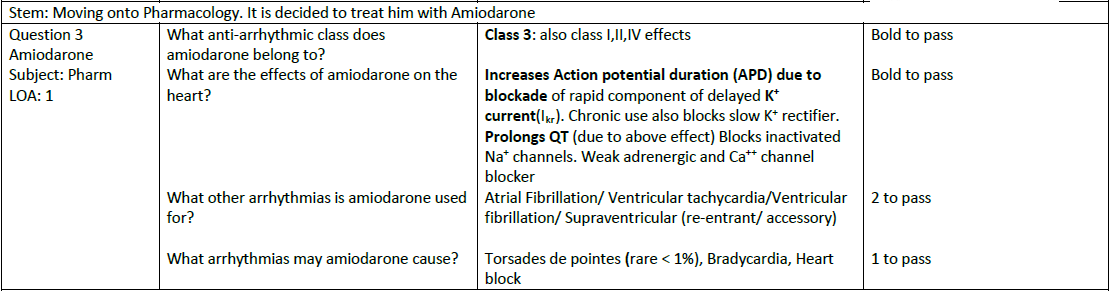 Stem: Moving onto Pharmacology. It is decided to treat him with Amiodarone
Question 3
Amiodarone
Subject: Pharm
LOA: 1
What anti-arrhythmic class does
amiodarone belong to?
Class 3: also class I,II,IV effects
Bold to pass
What are the effects of amiodarone on the
heart?
Increases Action potential duration (APD) due to
blockade of rapid component of delayed K⁺
current(Iₖᵣ). Chronic use also blocks slow K⁺ rectifier.
Prolongs QT (due to above effect) Blocks inactivated
Na⁺ channels. Weak adrenergic and Ca⁺⁺ channel
blocker
Bold to pass
What other arrhythmias is amiodarone used
for?
Atrial Fibrillation/ Ventricular tachycardia/Ventricular
fibrillation/ Supraventricular (re-entrant/ accessory)
2 to pass
What arrhythmias may amiodarone cause?
Torsades de pointes (rare < 1%), Bradycardia, Heart
block
1 to pass